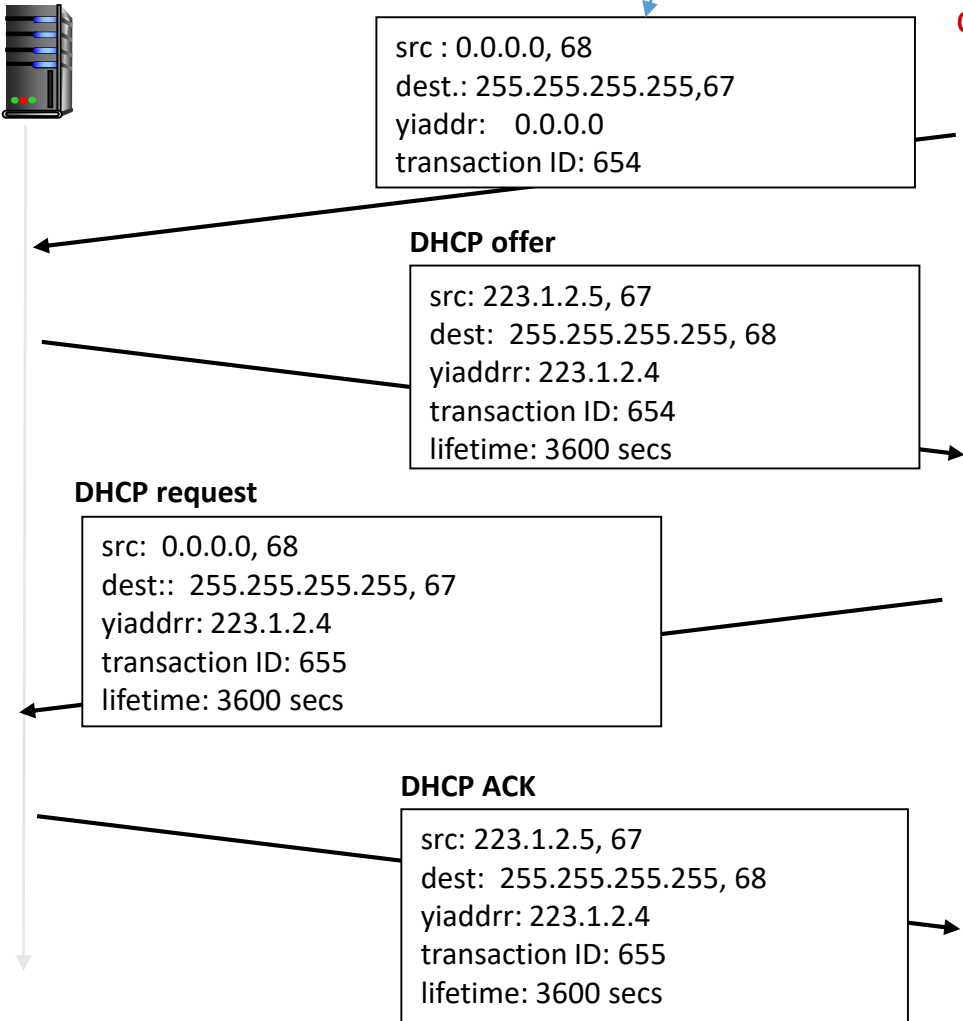 src : 0.0.0.0, 68
dest.: 255.255.255.255,67
yiaddr: 0.0.0.0
transaction ID: 654
DHCP offer
src: 223.1.2.5, 67
dest: 255.255.255.255, 68
yiaddrr: 223.1.2.4
transaction ID: 654
lifetime: 3600 secs
DHCP request
src: 0.0.0.0, 68
dest:: 255.255.255.255, 67
yiaddrr: 223.1.2.4
transaction ID: 655
lifetime: 3600 secs
DHCP ACK
src: 223.1.2.5, 67
dest: 255.255.255.255, 68
yiaddrr: 223.1.2.4
transaction ID: 655
lifetime: 3600 secs